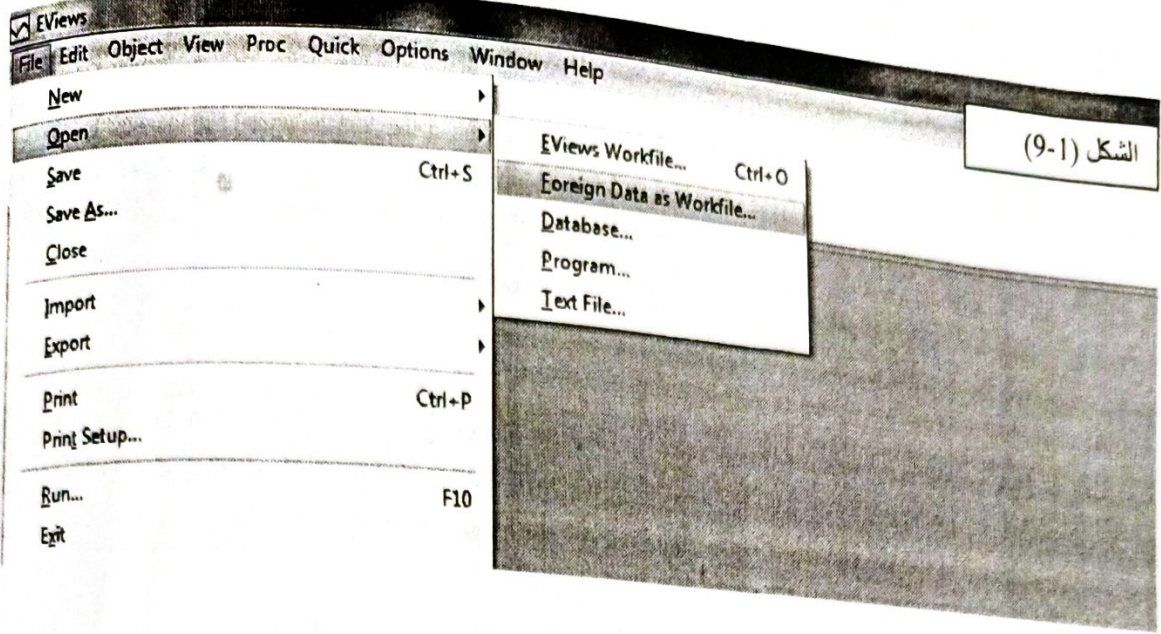 EViews
File Edit Object View Proc Quick Options Window Help
New
Open
Save Ctrl+S
Save As...
Close
Import
Export
Print Ctrl+P
Print Setup...
Run... F10
Exit
EViews Workfile... Ctrl+O
Foreign Data as Workfile...
Database...
Program...
Text File...
الشكل (1-9)